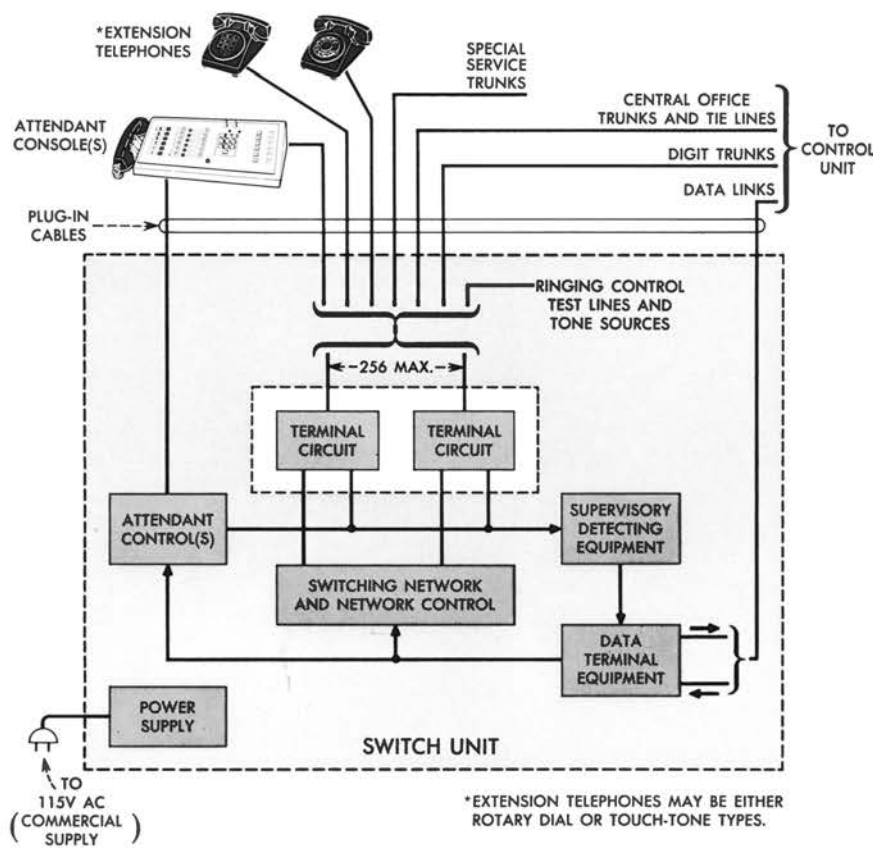 *EXTENSION
TELEPHONES
SPECIAL
SERVICE
TRUNKS
CENTRAL OFFICE
TRUNKS AND TIE LINES
DIGIT TRUNKS
DATA LINKS
TO
CONTROL
UNIT
ATTENDANT
CONSOLE(S)
PLUG-IN
CABLES
RINGING CONTROL
TEST LINES AND
TONE SOURCES
256 MAX.
TERMINAL
CIRCUIT
TERMINAL
CIRCUIT
ATTENDANT
CONTROL(S)
SUPERVISORY
DETECTING
EQUIPMENT
SWITCHING NETWORK
AND NETWORK CONTROL
DATA
TERMINAL
EQUIPMENT
POWER
SUPPLY
SWITCH UNIT
TO
115V AC
(COMMERCIAL
SUPPLY)
*EXTENSION TELEPHONES MAY BE EITHER
ROTARY DIAL OR TOUCH-TONE TYPES.